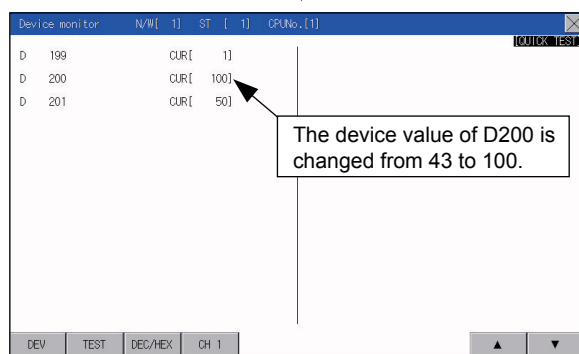 Device monitor N/W[ 1] ST [ 1] CPUNo.[1]
[QUICK TEST]
D 199 CUR[ 1]
D 200 CUR[ 100]
D 201 CUR[ 50]
The device value of D200 is
changed from 43 to 100.
DEV TEST DEC/HEX CH 1 ▲ ▼